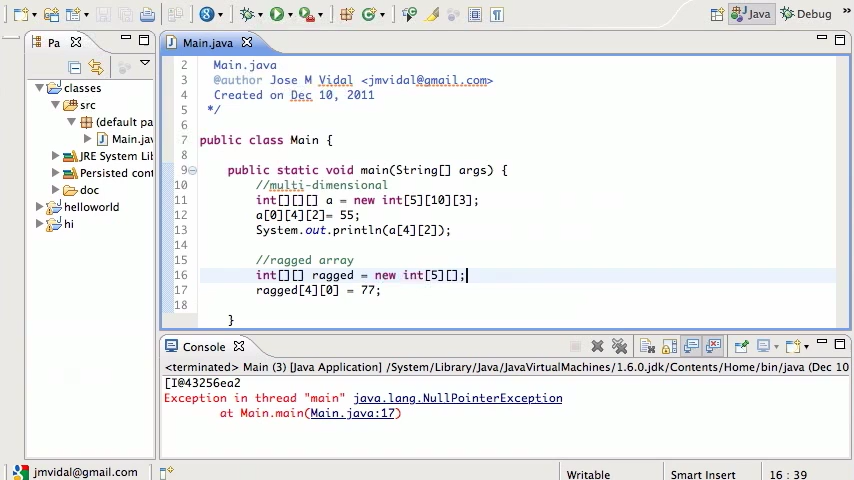 Java
Debug
Pa
Main.java
classes
src
(default pa
Main.jav
JRE System Lib
Persisted cont
doc
helloworld
hi
2 Main.java
3 @author Jose M Vidal <jmvidal@gmail.com>
4 Created on Dec 10, 2011
5 */
6
7 public class Main {
8
9 public static void main(String[] args) {
10 //multi-dimensional
11 int[][][] a = new int[5][10][3];
12 a[0][4][2]= 55;
13 System.out.println(a[4][2]);
14
15 //ragged array
16 int[][] ragged = new int[5][];
17 ragged[4][0] = 77;
18
}
Console
<terminated> Main (3) [Java Application] /System/Library/Java/JavaVirtualMachines/1.6.0.jdk/Contents/Home/bin/java (Dec 10
[I@43256ea2
Exception in thread "main" java.lang.NullPointerException
at Main.main(Main.java:17)
jmvidal@gmail.com
Writable
Smart Insert
16 : 39